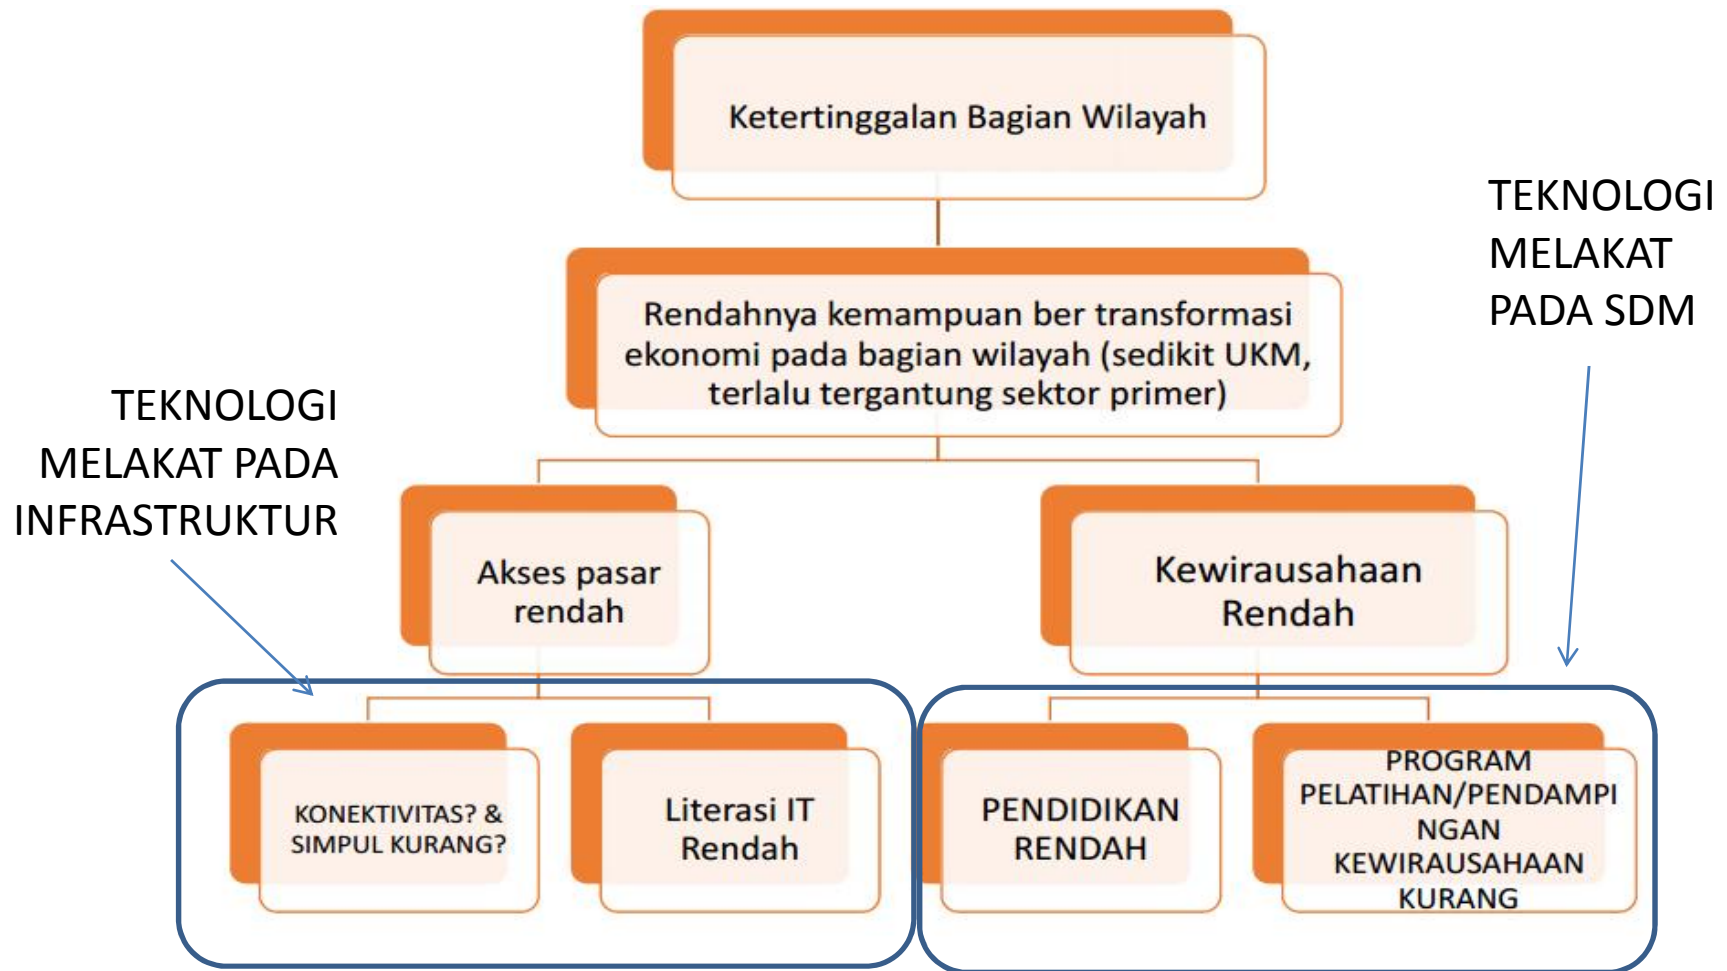 Ketertinggalan Bagian Wilayah
TEKNOLOGI
MELAKAT
PADA SDM
Rendahnya kemampuan ber transformasi
ekonomi pada bagian wilayah (sedikit UKM,
terlalu tergantung sektor primer)
TEKNOLOGI
MELAKAT PADA
INFRASTRUKTUR
Akses pasar
rendah
Kewirausahaan
Rendah
KONEKTIVITAS? &
SIMPUL KURANG?
Literasi IT
Rendah
PENDIDIKAN
RENDAH
PROGRAM
PELATIHAN/PENDAMPI
NGAN
KEWIRAUSAHAAN
KURANG